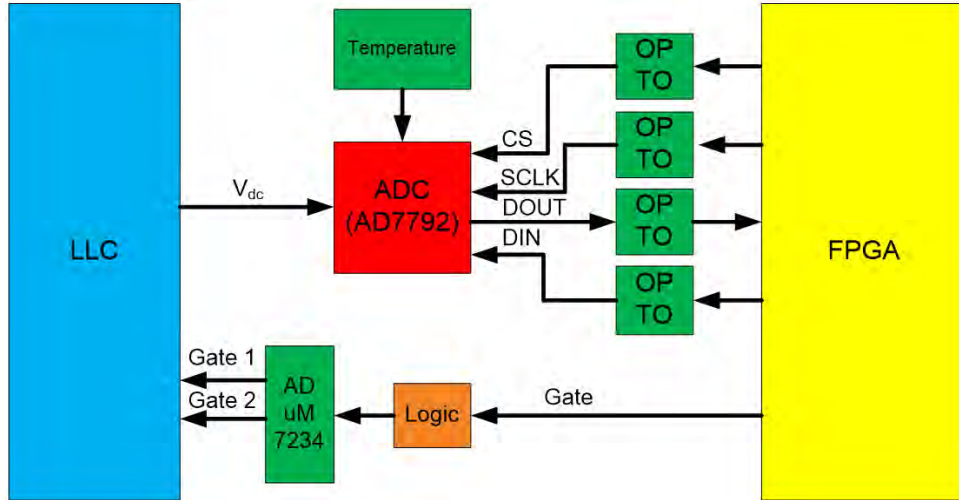 Temperature
OP
TO
CS
OP
TO
SCLK
ADC
(AD7792)
V_dc
DOUT
OP
TO
LLC
DIN
FPGA
OP
TO
Gate 1
AD
uM
7234
Gate 2
Logic
Gate